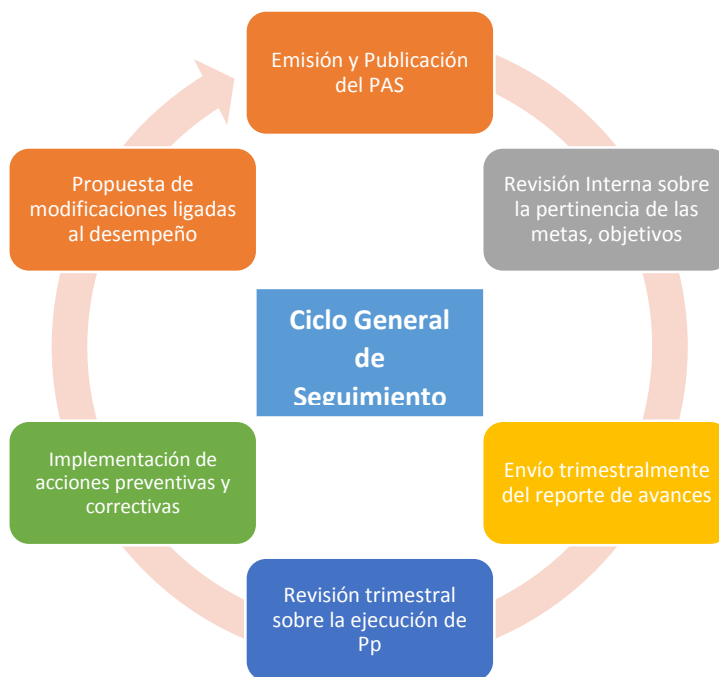 Emisión y Publicación
del PAS
Revisión Interna sobre
la pertinencia de las
metas, objetivos
Envío trimestralmente
del reporte de avances
Revisión trimestral
sobre la ejecución de
Pp
Implementación de
acciones preventivas y
correctivas
Propuesta de
modificaciones ligadas
al desempeño
Ciclo General
de
Seguimiento